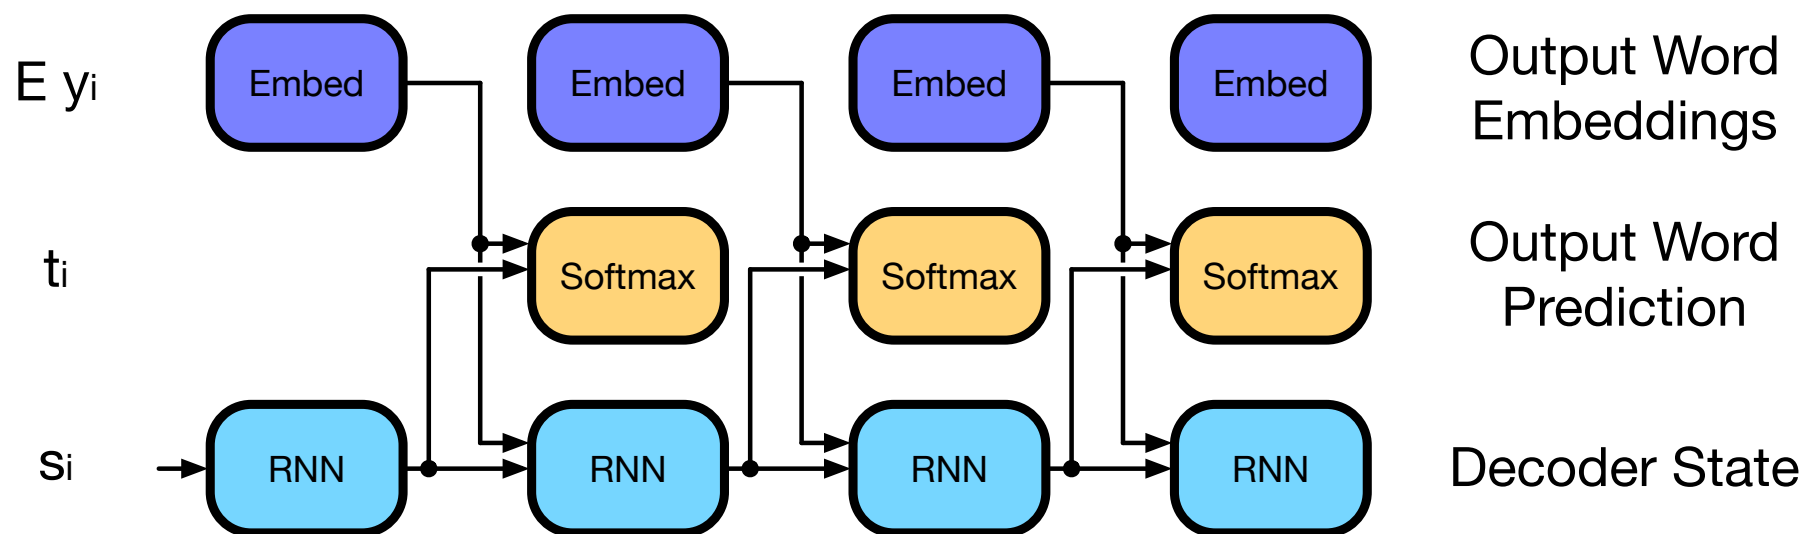 E yi
Embed
Embed
Embed
Embed
Output Word
Embeddings
ti
Softmax
Softmax
Softmax
Output Word
Prediction
si
RNN
RNN
RNN
RNN
Decoder State